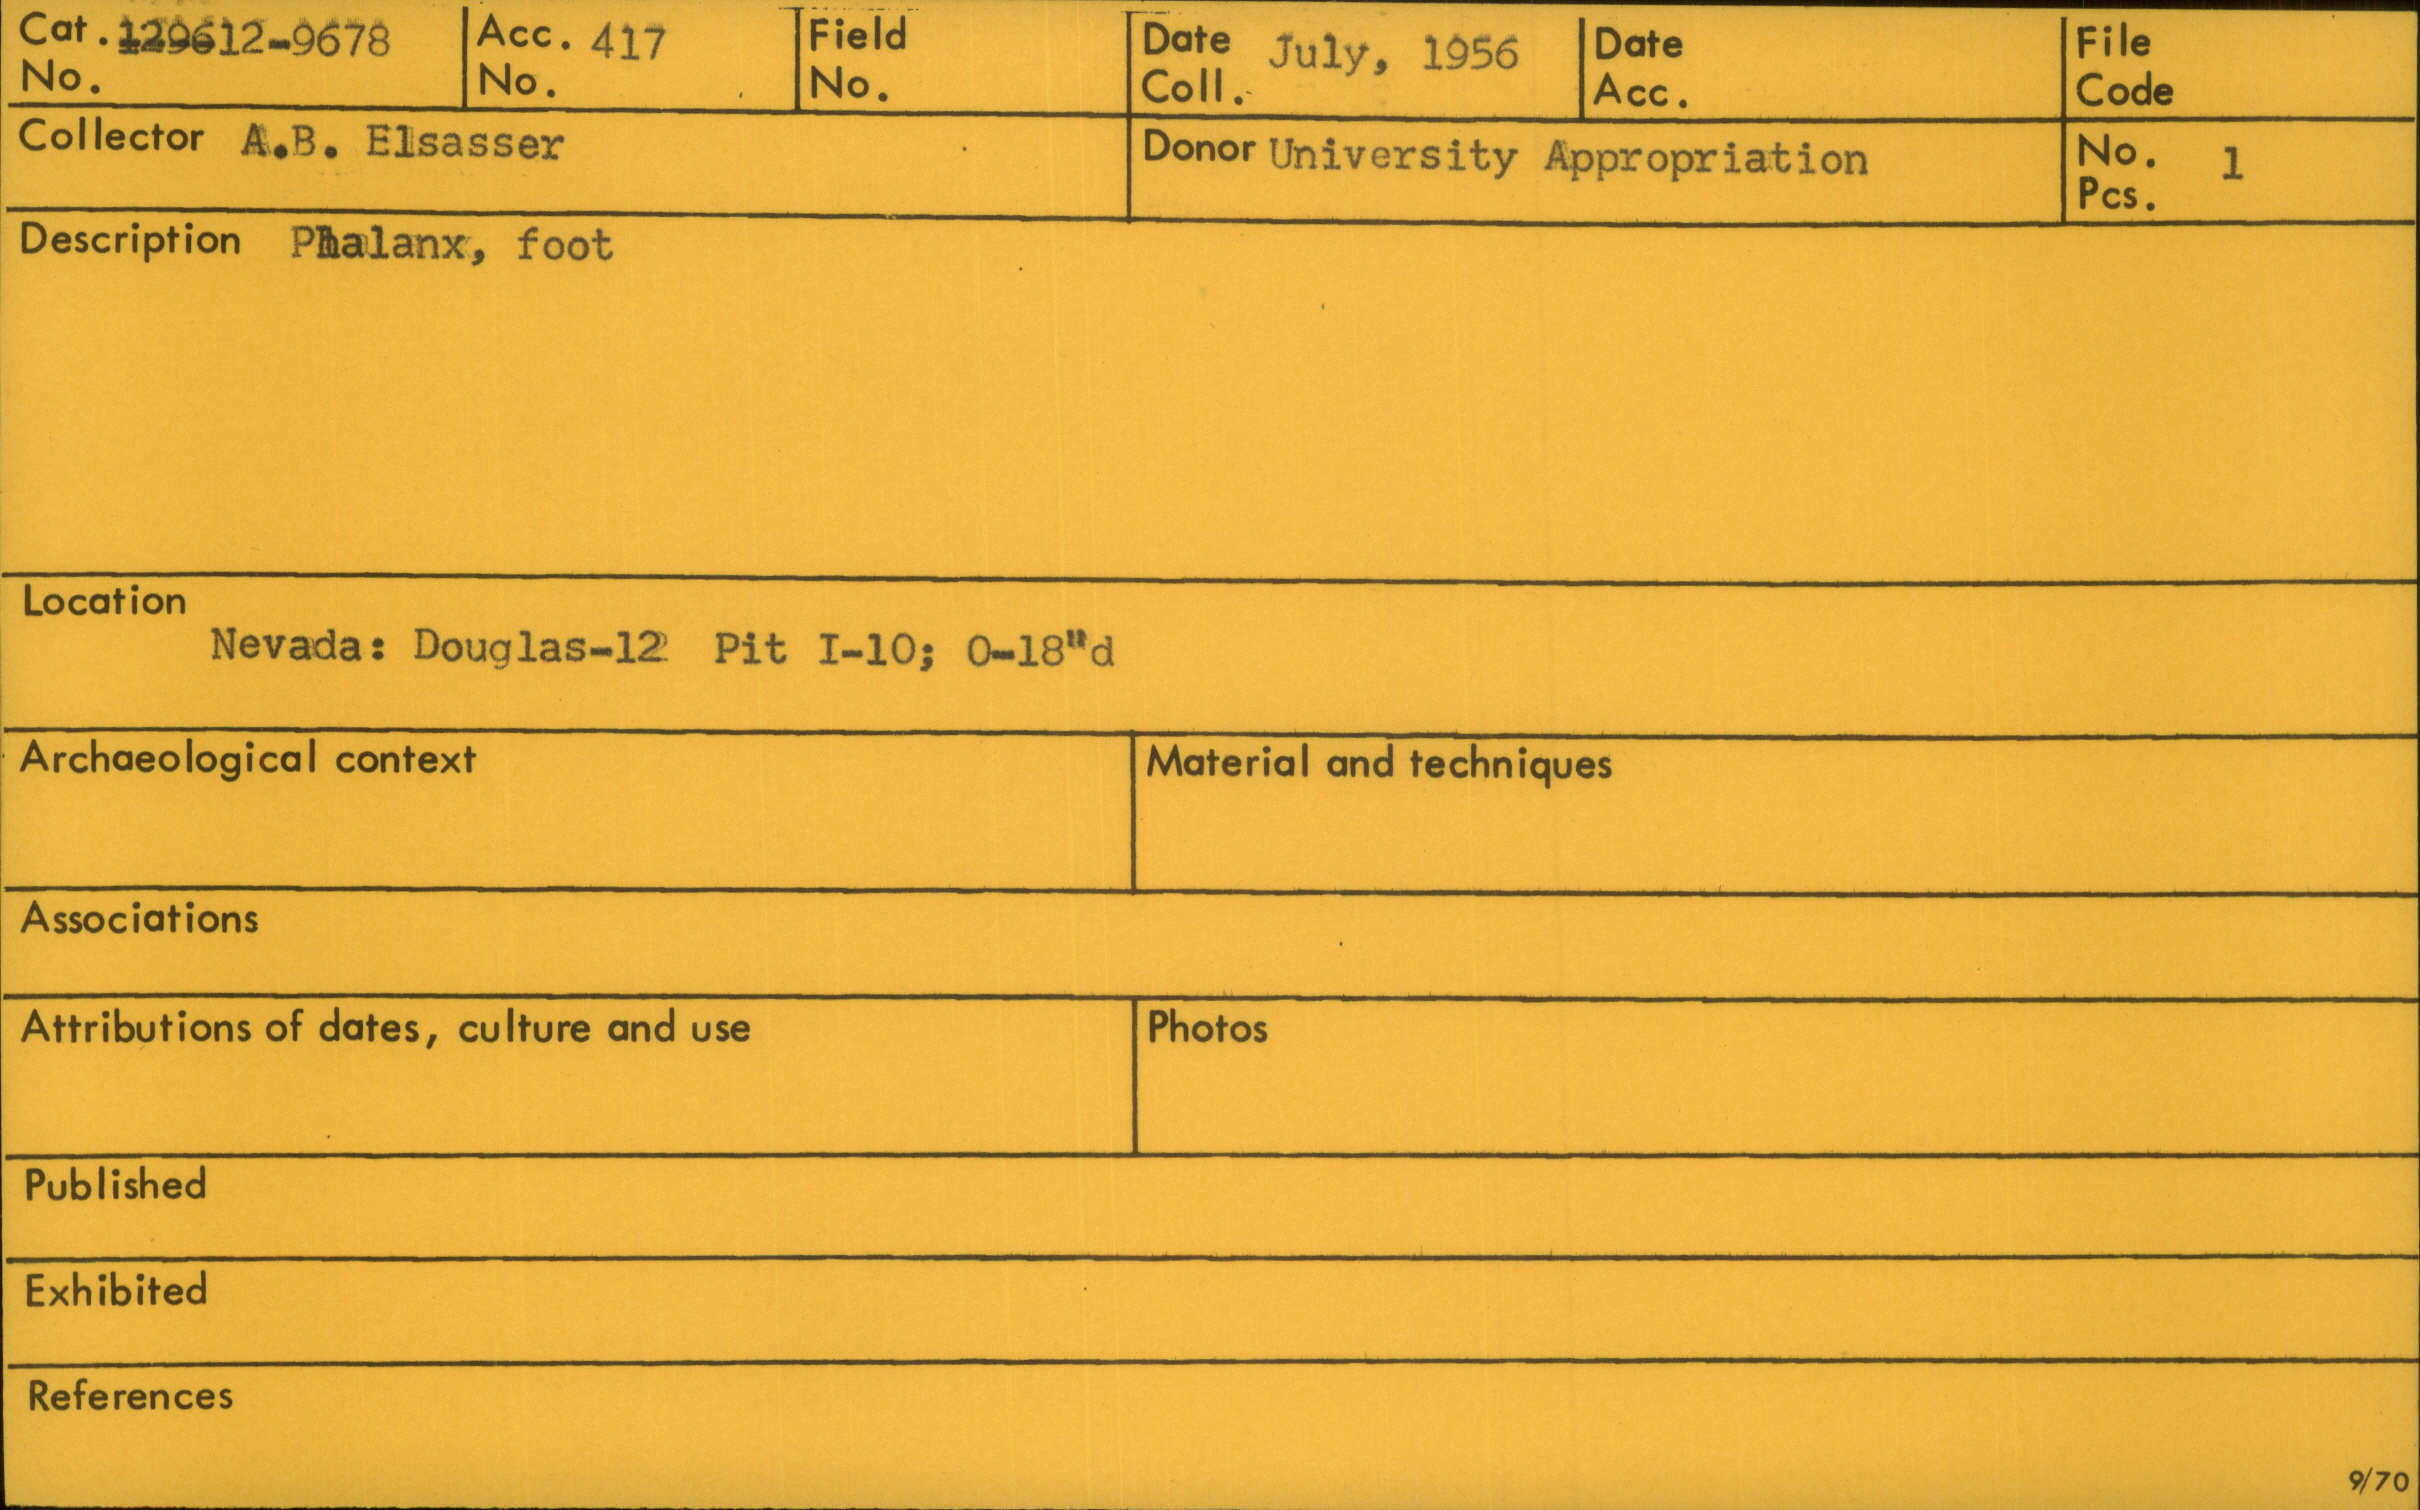 Cat. No. 12-9678
Acc. No. 417
Field No.
Date Coll. July, 1956
Date Acc.
File Code
Collector A.B. Elsasser
Donor University Appropriation
No. Pcs. 1
Description Phalanx, foot
Location
Nevada: Douglas-12 Pit I-10; 0-18"d
Archaeological context
Material and techniques
Associations
Attributions of dates, culture and use
Photos
Published
Exhibited
References
9/70